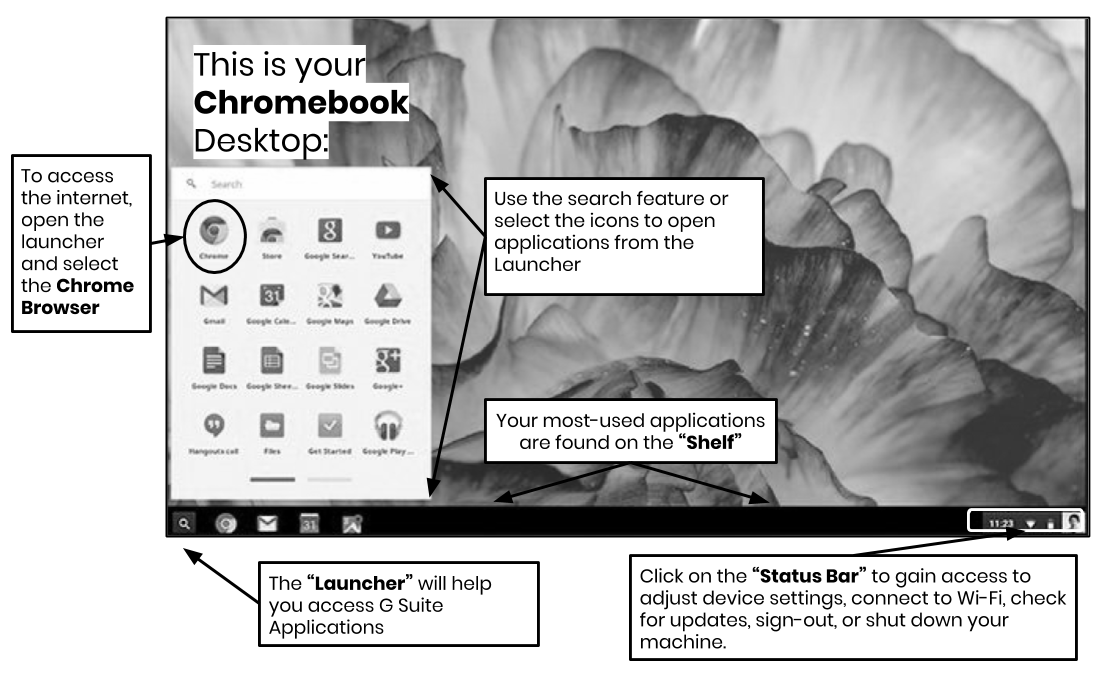 This is your
Chromebook
Desktop:
To access
the internet,
open the
launcher
and select
the Chrome
Browser
Search
Chrome Store Google Sear... YouTube
Gmail Google Cale... Google Maps Google Drive
Google Docs Google Shee... Google Slides Google+
Hangouts call Files Get Started Google Play ...
Use the search feature or
select the icons to open
applications from the
Launcher
Your most-used applications
are found on the “Shelf”
31
31
11:23
The “Launcher” will help
you access G Suite
Applications
Click on the “Status Bar” to gain access to
adjust device settings, connect to Wi-Fi, check
for updates, sign-out, or shut down your
machine.